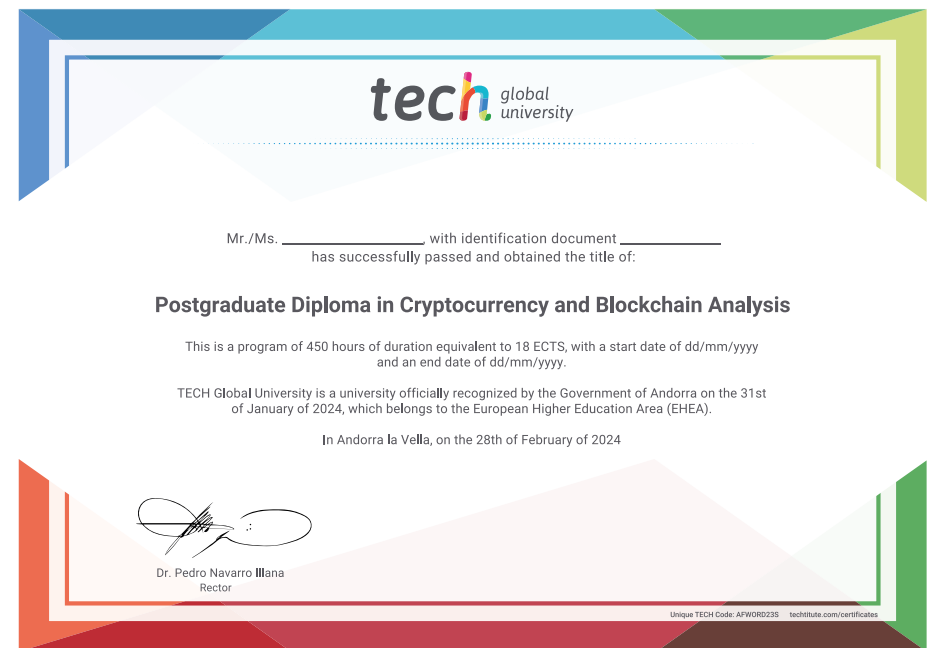 tech global
university
Mr./Ms. ____________________, with identification document ______________
has successfully passed and obtained the title of:
Postgraduate Diploma in Cryptocurrency and Blockchain Analysis
This is a program of 450 hours of duration equivalent to 18 ECTS, with a start date of dd/mm/yyyy
and an end date of dd/mm/yyyy.
TECH Global University is a university officially recognized by the Government of Andorra on the 31st
of January of 2024, which belongs to the European Higher Education Area (EHEA).
In Andorra la Vella, on the 28th of February of 2024
Dr. Pedro Navarro Illana
Rector
Unique TECH Code: AFWORD23S techtitute.com/certificates